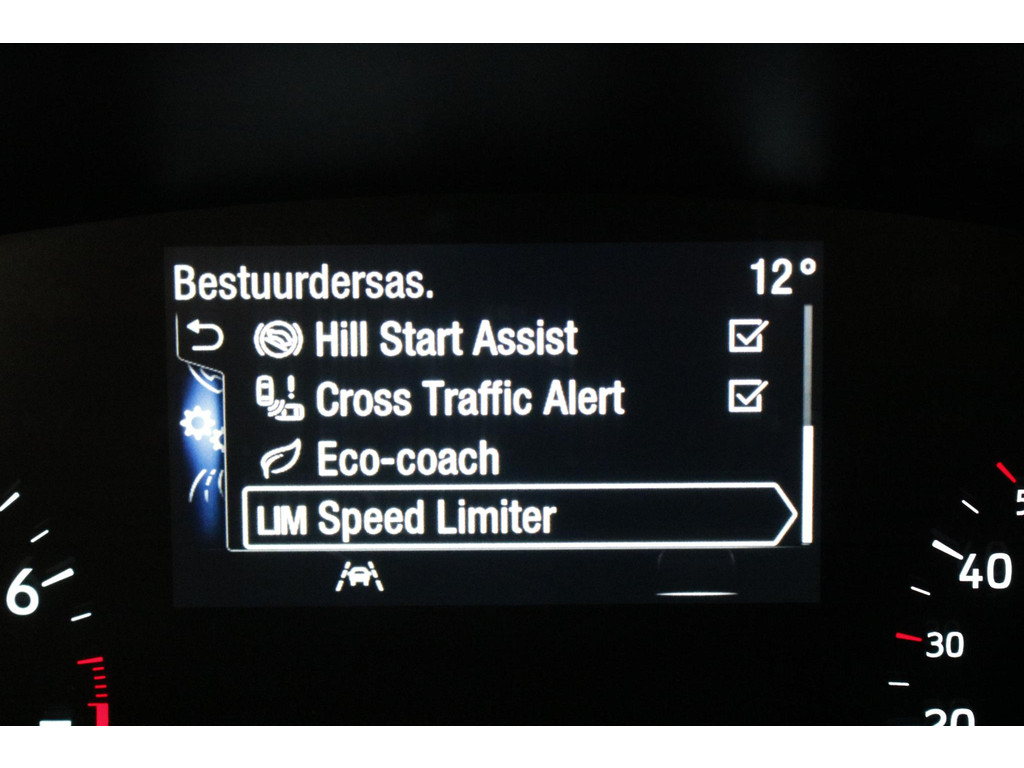 Bestuurdersas. 12°
Hill Start Assist
Cross Traffic Alert
Eco-coach
LIM Speed Limiter
6
40
30
20